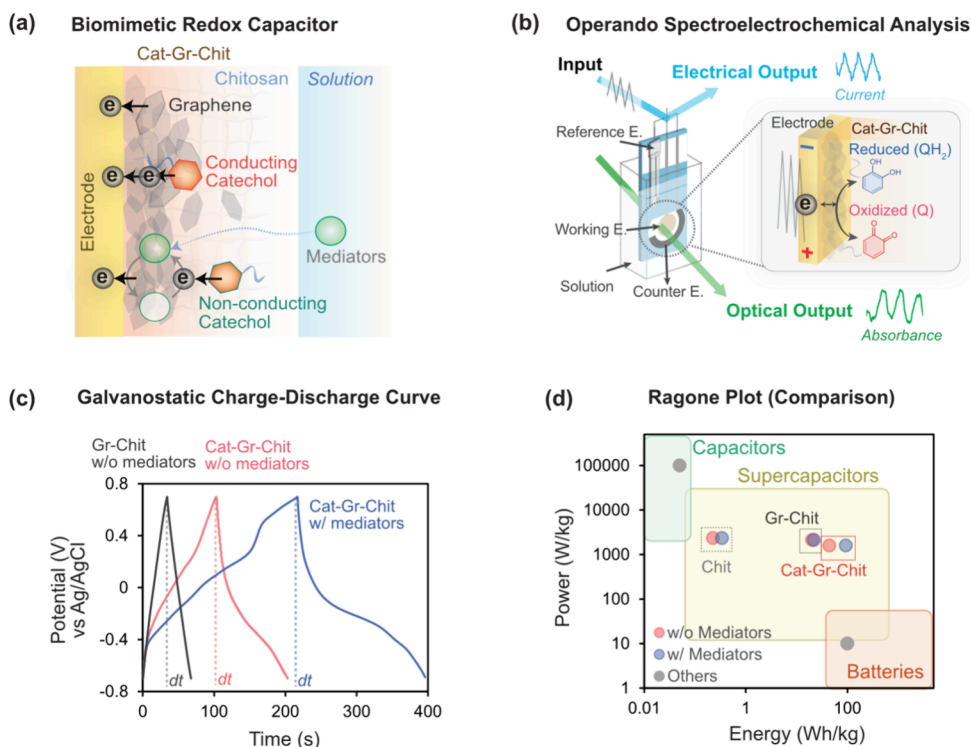 (a) Biomimetic Redox Capacitor
Cat-Gr-Chit
Chitosan
Solution
Graphene
Conducting
Catechol
Electrode
Mediators
Non-conducting
Catechol
e
e
e
e
e
(b) Operando Spectroelectrochemical Analysis
Input
Electrical Output
Current
Reference E.
Electrode
Cat-Gr-Chit
Reduced (QH2)
OH
OH
e
Oxidized (Q)
O
O
Working E.
Solution
Counter E.
Optical Output
Absorbance
(c) Galvanostatic Charge-Discharge Curve
Gr-Chit
w/o mediators
Cat-Gr-Chit
w/o mediators
Cat-Gr-Chit
w/ mediators
Potential (V)
vs Ag/AgCl
0.8
0.4
0
-0.4
-0.8
dt
dt
dt
0
100
200
300
400
Time (s)
(d) Ragone Plot (Comparison)
Capacitors
Supercapacitors
Gr-Chit
Chit
Cat-Gr-Chit
w/o Mediators
w/ Mediators
Others
Batteries
Power (W/kg)
100000
1000
10
1
0.01
1
100
Energy (Wh/kg)